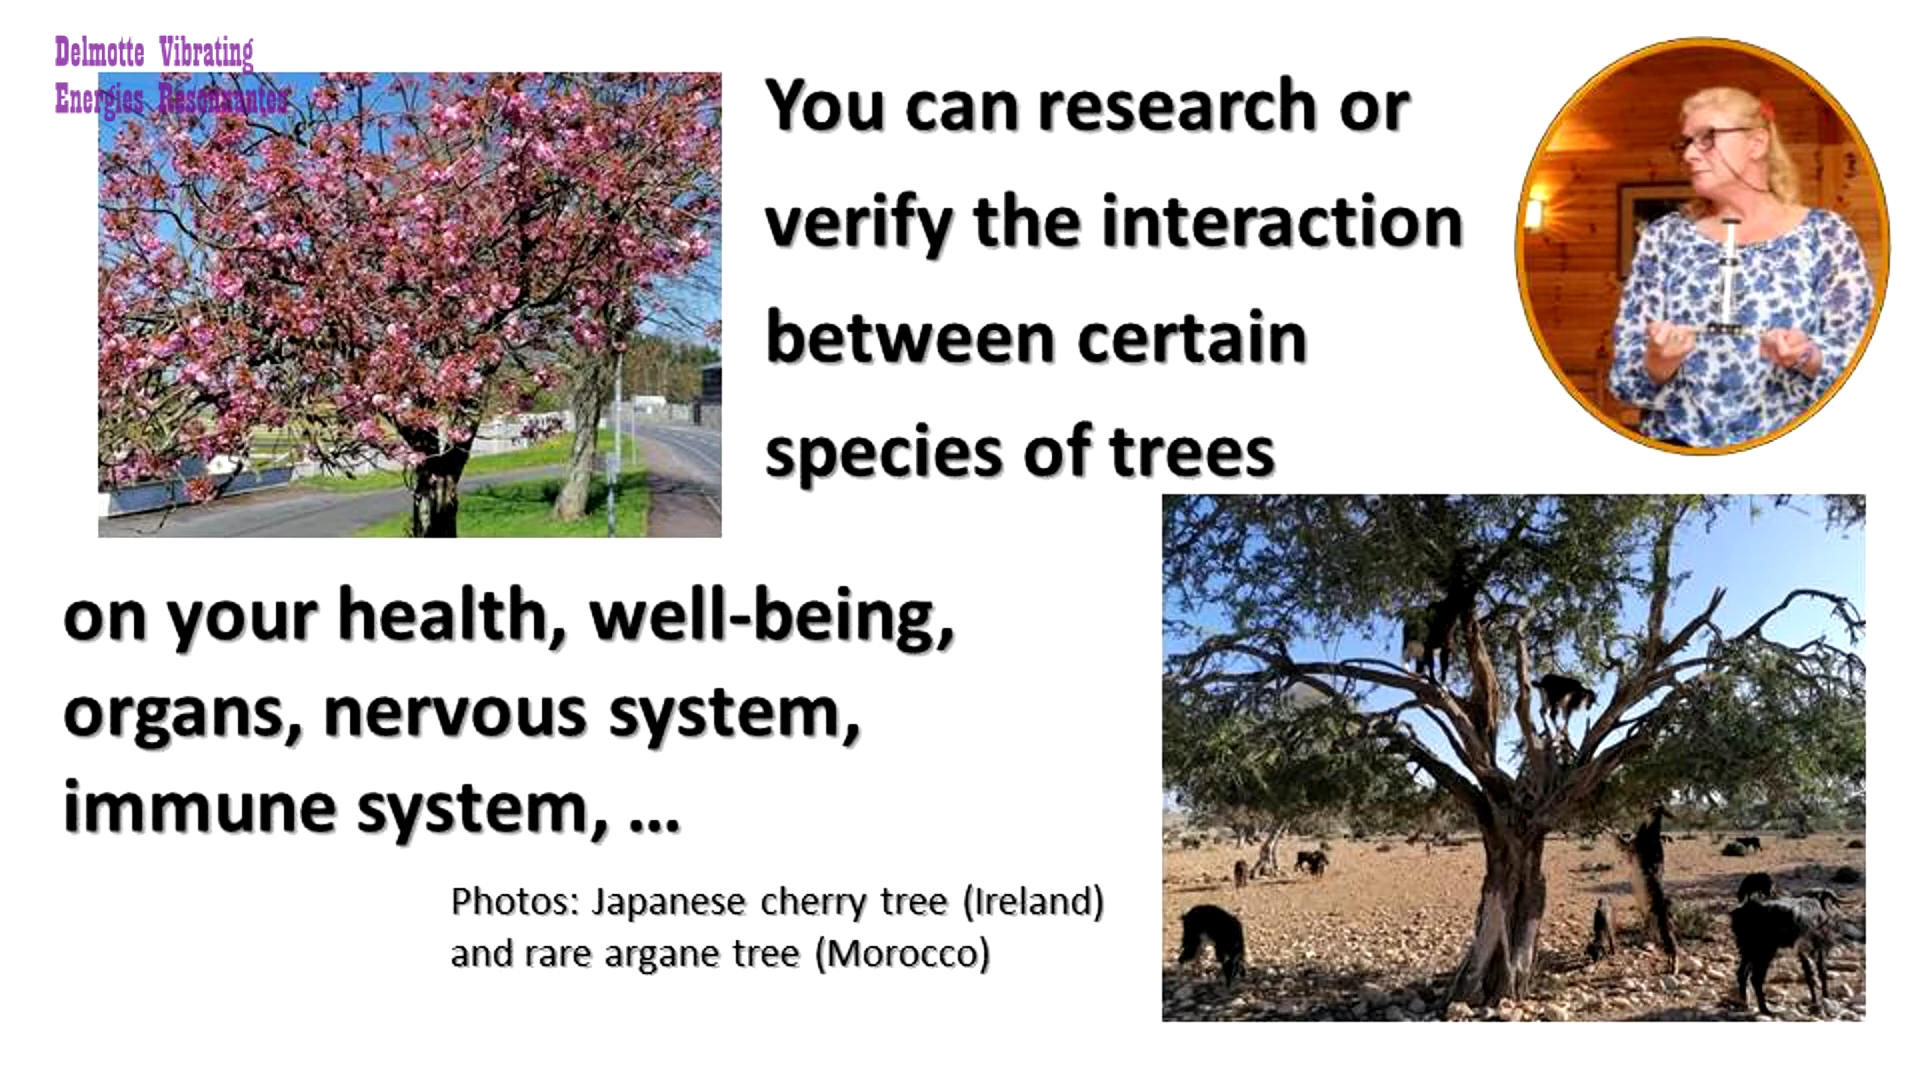 Delmotte Vibrating
Energies Resonnantes
You can research or
verify the interaction
between certain
species of trees
on your health, well-being,
organs, nervous system,
immune system, ...
Photos: Japanese cherry tree (Ireland)
and rare argane tree (Morocco)